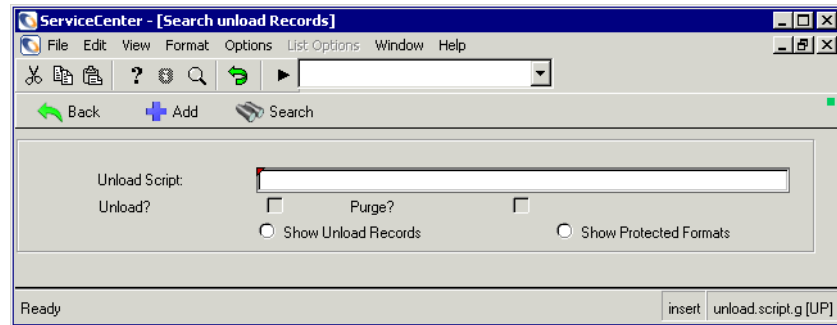 ServiceCenter - [Search unload Records]
File Edit View Format Options List Options Window Help
Back Add Search
Unload Script:
Unload? Purge?
Show Unload Records Show Protected Formats
Ready insert unload.script.g [UP]